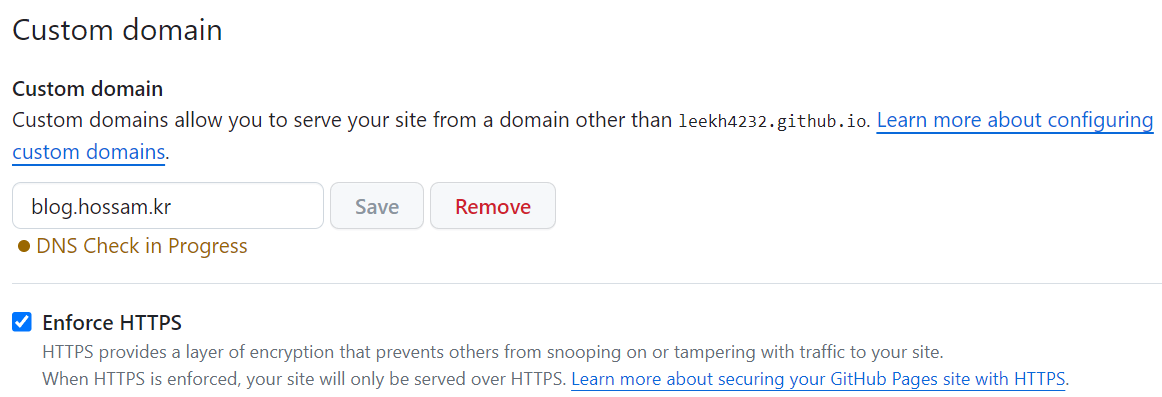 Custom domain
Custom domain
Custom domains allow you to serve your site from a domain other than leekh4232.github.io. Learn more about configuring
custom domains.
blog.hossam.kr Save Remove
DNS Check in Progress
Enforce HTTPS
HTTPS provides a layer of encryption that prevents others from snooping on or tampering with traffic to your site.
When HTTPS is enforced, your site will only be served over HTTPS. Learn more about securing your GitHub Pages site with HTTPS.